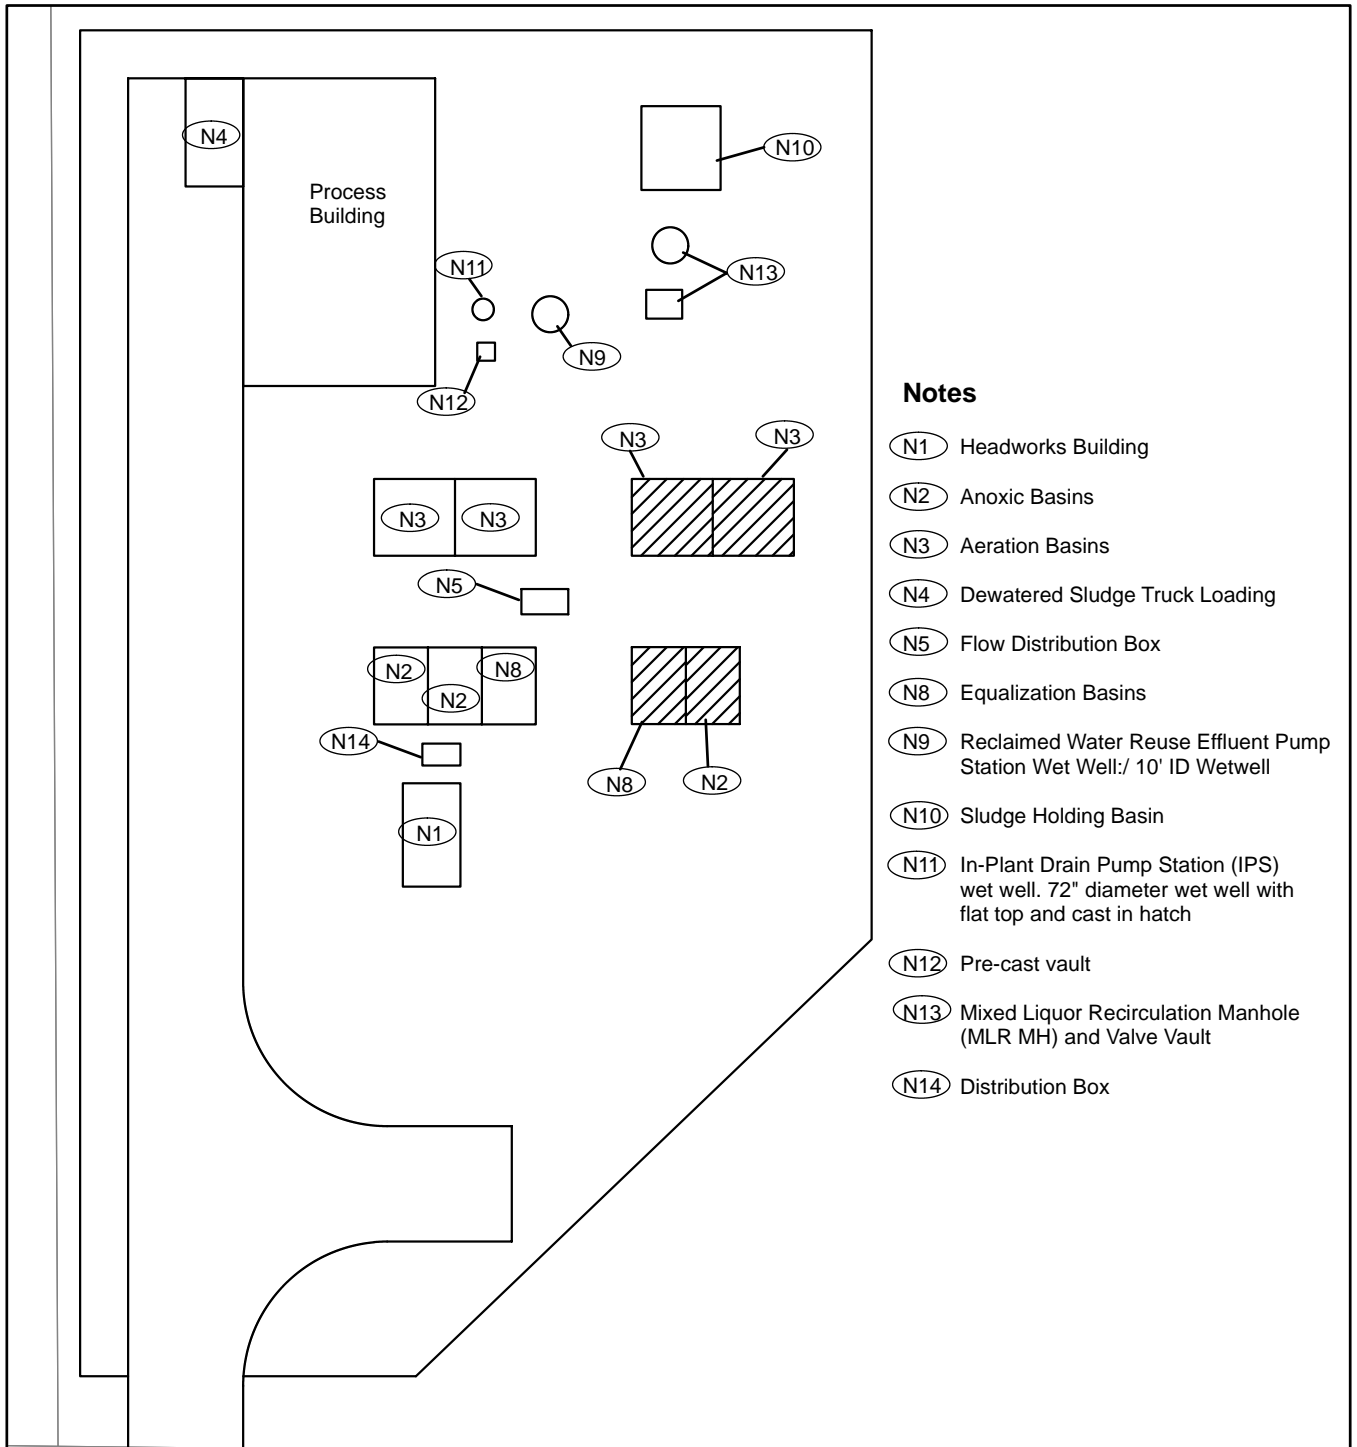 N4
Process
Building
N10
N11
N13
N9
N12
N3
N3
N3
N3
N5
N2
N2
N8
N14
N8
N2
N1
Notes
N1 Headworks Building
N2 Anoxic Basins
N3 Aeration Basins
N4 Dewatered Sludge Truck Loading
N5 Flow Distribution Box
N8 Equalization Basins
N9 Reclaimed Water Reuse Effluent Pump
Station Wet Well:/ 10' ID Wetwell
N10 Sludge Holding Basin
N11 In-Plant Drain Pump Station (IPS)
wet well. 72" diameter wet well with
flat top and cast in hatch
N12 Pre-cast vault
N13 Mixed Liquor Recirculation Manhole
(MLR MH) and Valve Vault
N14 Distribution Box